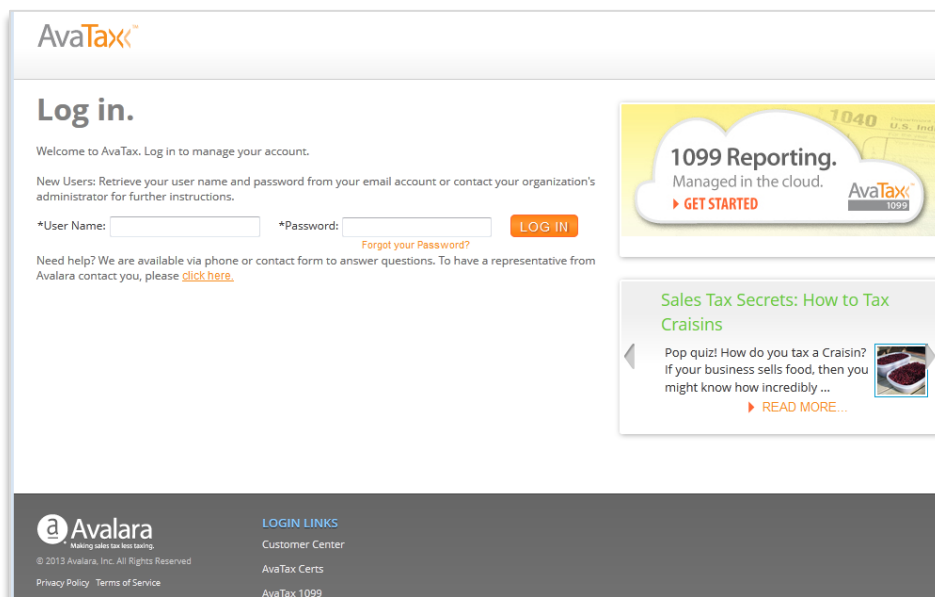 AvaTax
Log in.
Welcome to AvaTax. Log in to manage your account.
New Users: Retrieve your user name and password from your email account or contact your organization's
administrator for further instructions.
*User Name:
*Password:
LOG IN
Forgot your Password?
Need help? We are available via phone or contact form to answer questions. To have a representative from
Avalara contact you, please click here.
1040
U.S. Indi
1099 Reporting.
Managed in the cloud.
GET STARTED
AvaTax
1099
Sales Tax Secrets: How to Tax
Craisins
Pop quiz! How do you tax a Craisin?
If your business sells food, then you
might know how incredibly ...
READ MORE...
a Avalara
Making sales tax less taxing.
© 2013 Avalara, Inc. All Rights Reserved
Privacy Policy Terms of Service
LOGIN LINKS
Customer Center
AvaTax Certs
AvaTax 1099